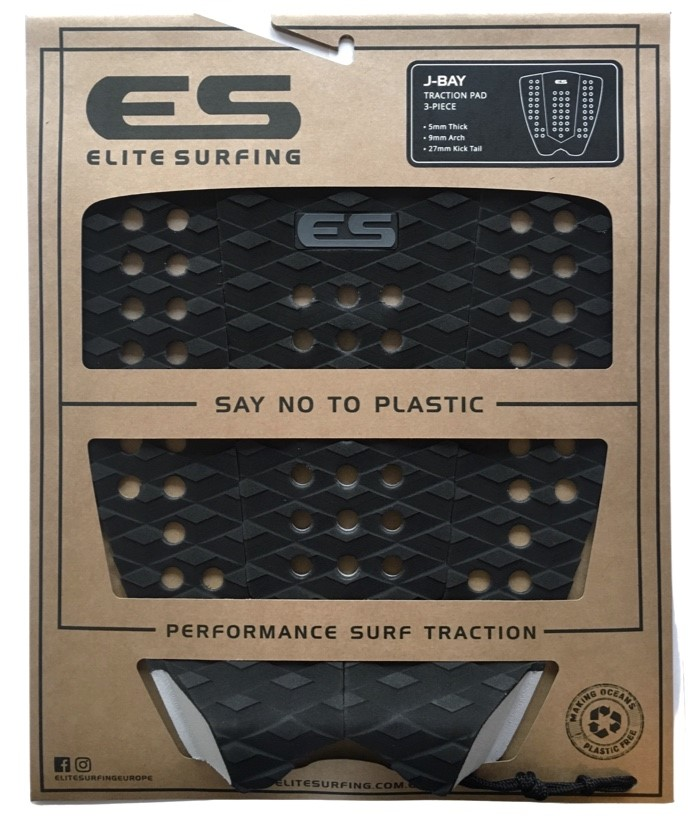 ES
ELITE SURFING
J-BAY
TRACTION PAD
3-PIECE
• 5mm Thick
• 9mm Arch
• 27mm Kick Tail
ES
ES
SAY NO TO PLASTIC
PERFORMANCE SURF TRACTION
MAKING OCEANS
PLASTIC FREE
ELITESURFINGEUROPE
ELITESURFING.COM